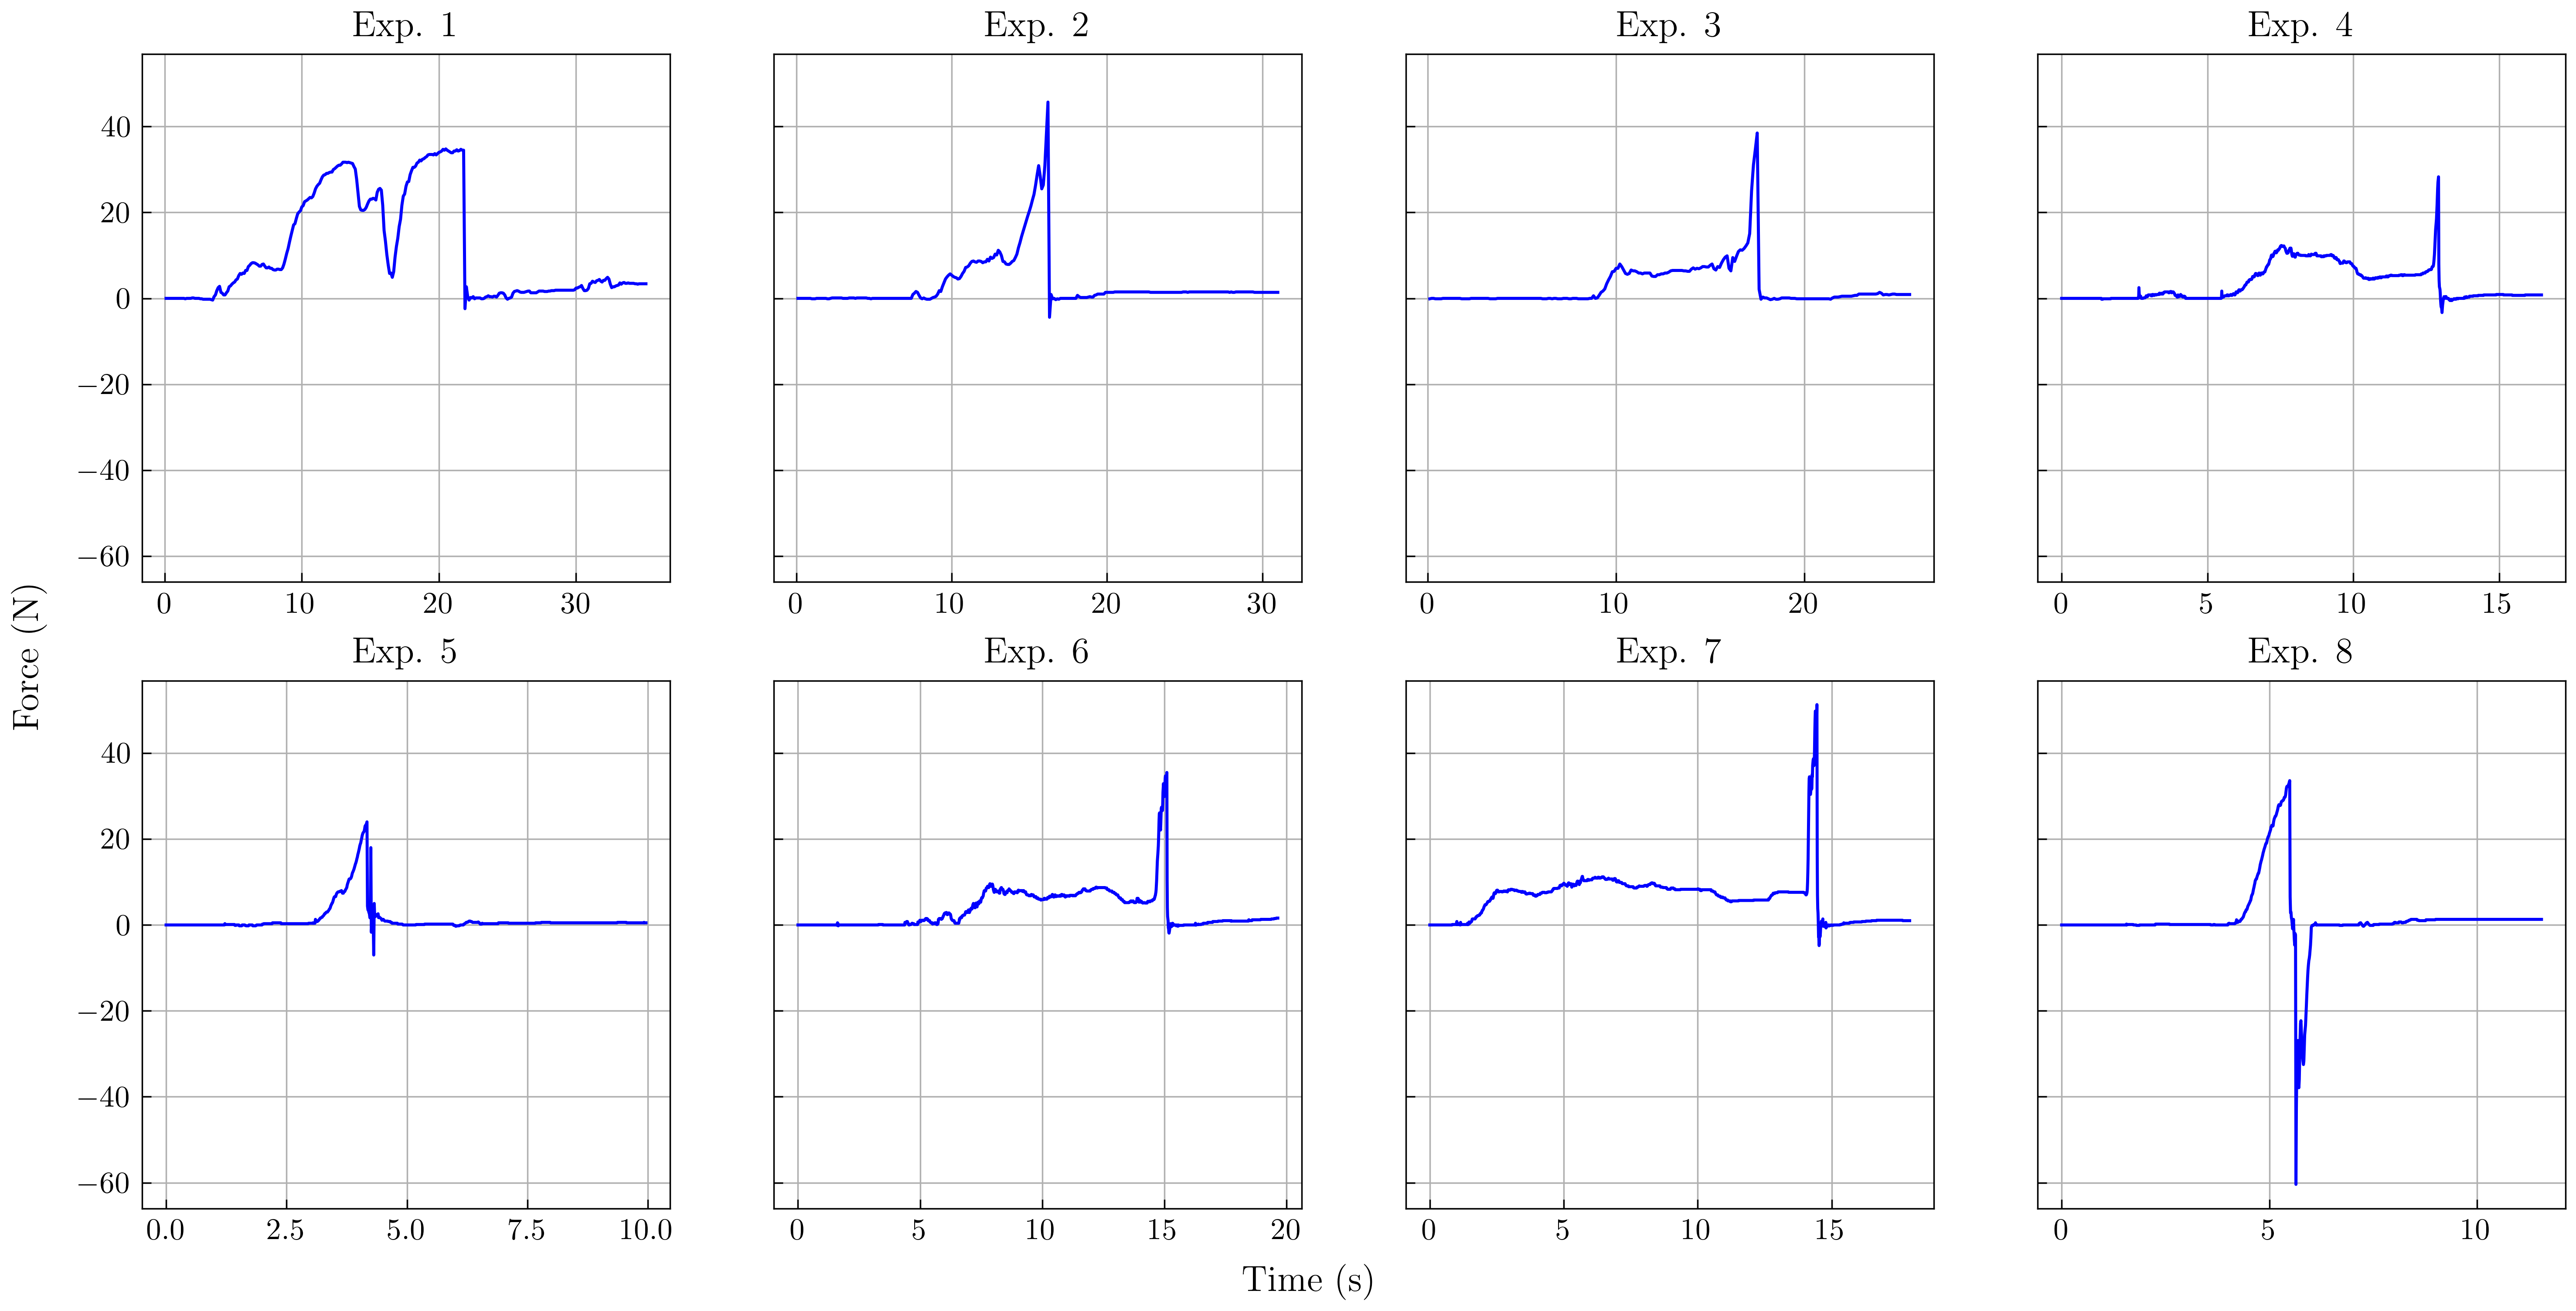 Exp. 1
Exp. 2
Exp. 3
Exp. 4
40
20
0
−20
−40
−60
0 10 20 30
0 10 20 30
0 10 20
0 5 10 15
Force (N)
Exp. 5
Exp. 6
Exp. 7
Exp. 8
40
20
0
−20
−40
−60
0.0 2.5 5.0 7.5 10.0
0 5 10 15 20
0 5 10 15
0 5 10
Time (s)